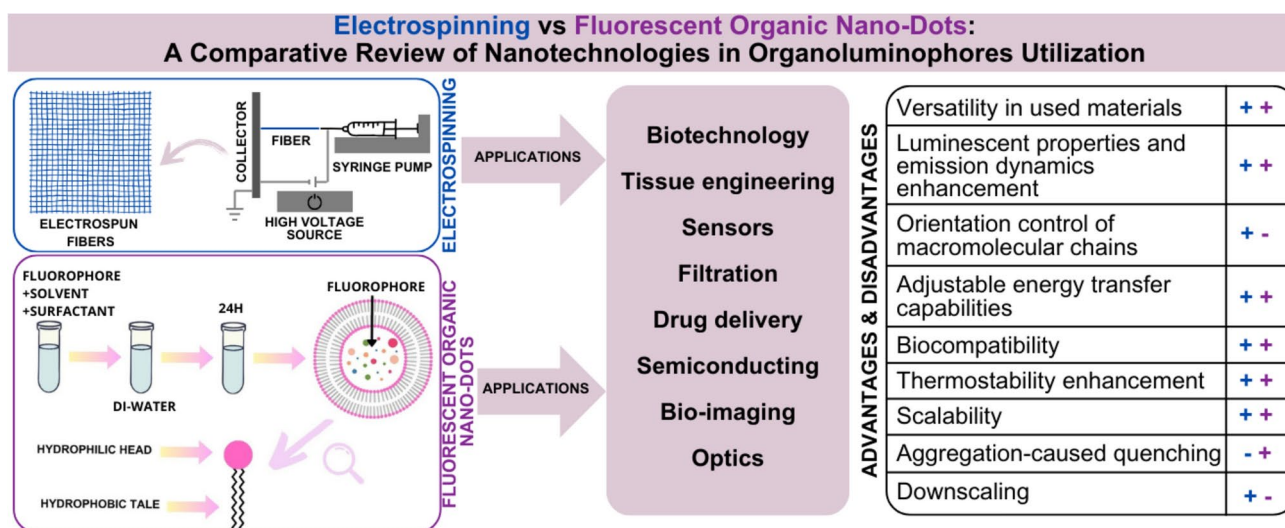 Electrospinning vs Fluorescent Organic Nano-Dots:
A Comparative Review of Nanotechnologies in Organoluminophores Utilization
COLLECTOR
FIBER
SYRINGE PUMP
HIGH VOLTAGE
SOURCE
ELECTROSPUN
FIBERS
ELECTROSPINNING
FLUOROPHORE
+SOLVENT
+SURFACTANT
24H
FLUOROPHORE
DI-WATER
HYDROPHILIC HEAD
HYDROPHOBIC TALE
FLUORESCENT ORGANIC
NANO-DOTS
APPLICATIONS
APPLICATIONS
Biotechnology
Tissue engineering
Sensors
Filtration
Drug delivery
Semiconducting
Bio-imaging
Optics
ADVANTAGES & DISADVANTAGES
Versatility in used materials ++
Luminescent properties and
emission dynamics ++
enhancement
Orientation control of
macromolecular chains +-
Adjustable energy transfer
capabilities ++
Biocompatibility ++
Thermostability enhancement ++
Scalability ++
Aggregation-caused quenching -+
Downscaling +-